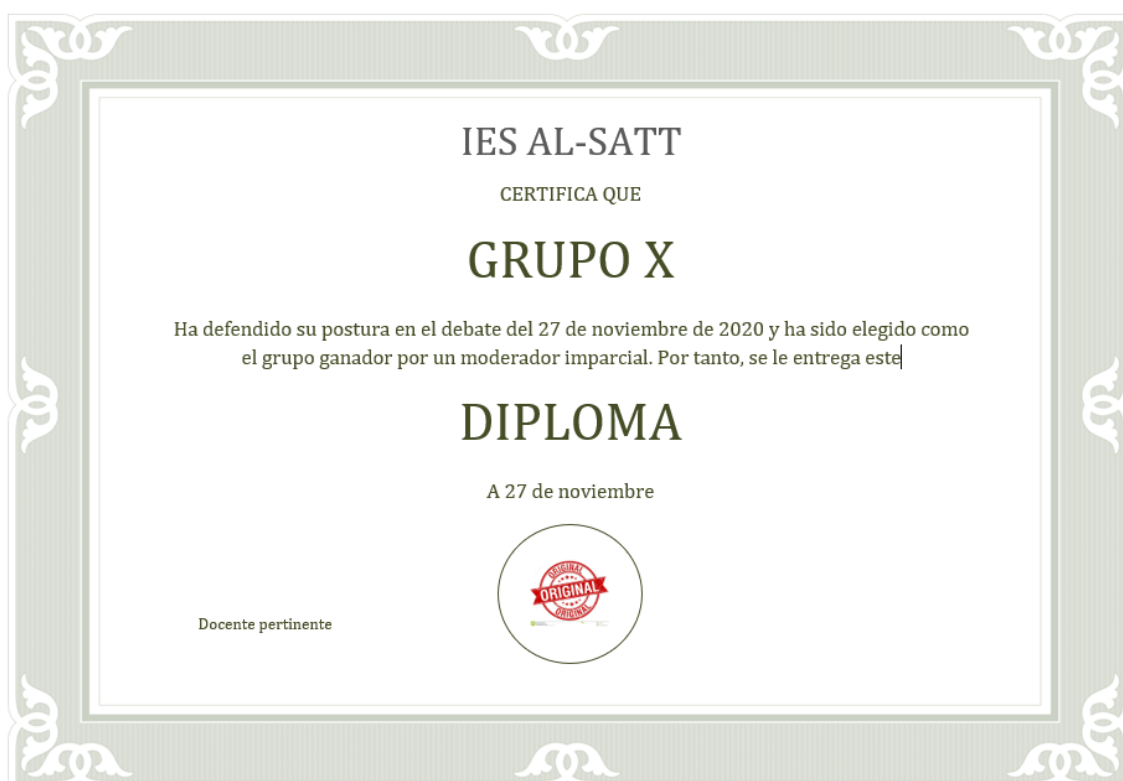 IES AL-SATT
CERTIFICA QUE
GRUPO X
Ha defendido su postura en el debate del 27 de noviembre de 2020 y ha sido elegido como
el grupo ganador por un moderador imparcial. Por tanto, se le entrega este
DIPLOMA
A 27 de noviembre
ORIGINAL
ORIGINAL
ORIGINAL
Docente pertinente